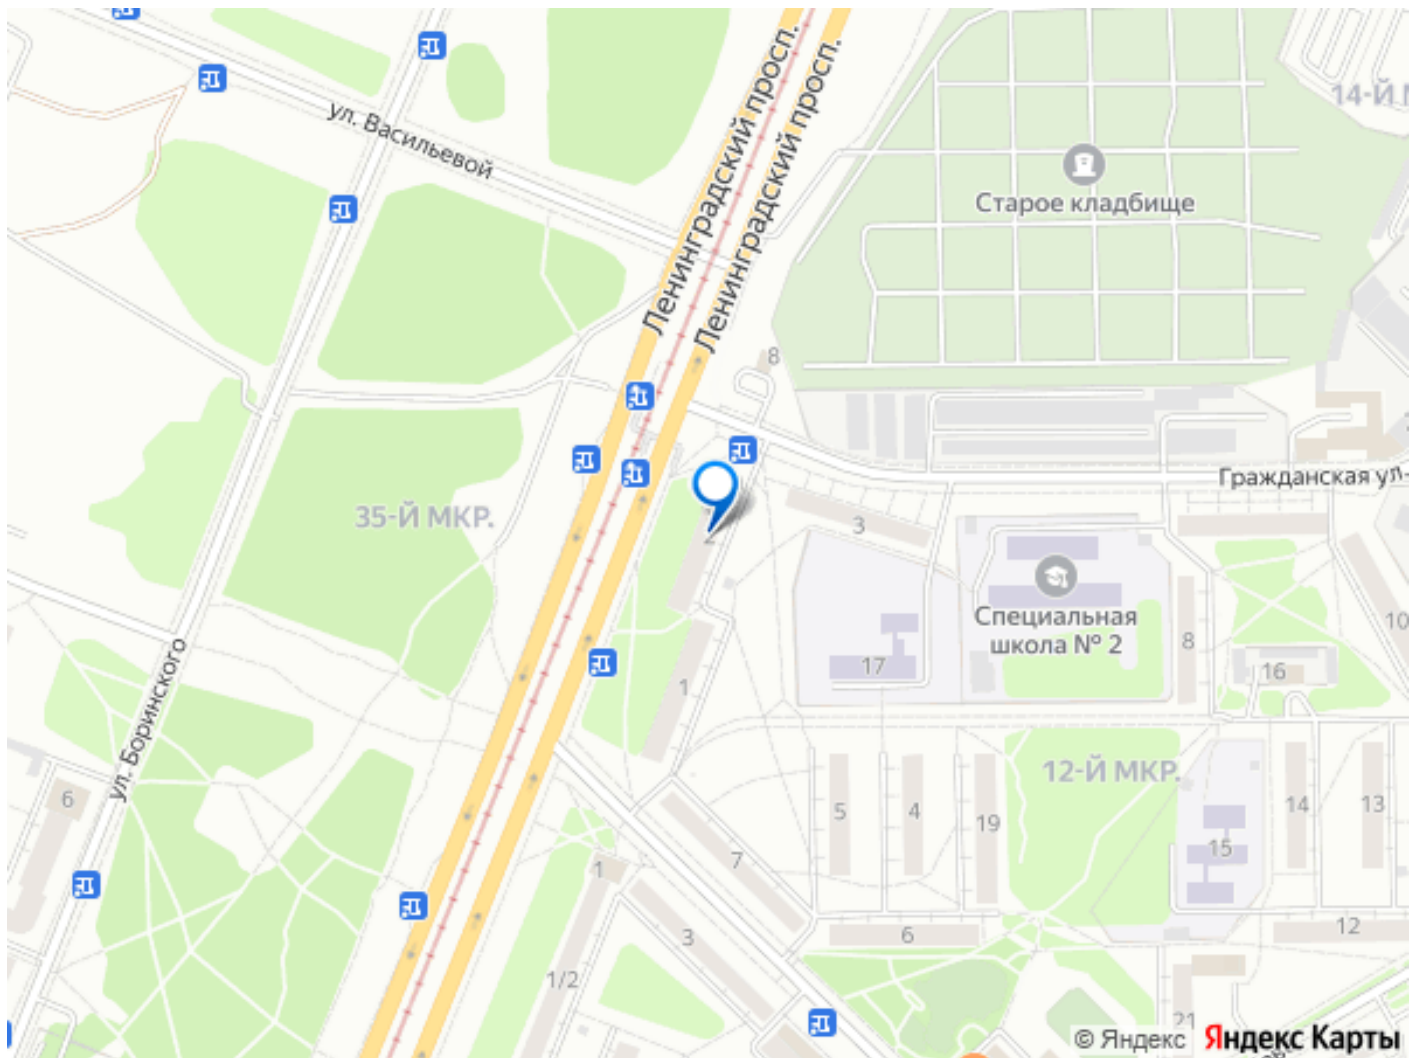 14-Й М
Ленинградский просп.
Ленинградский просп.
ул. Васильевой
Старое кладбище
8
Гражданская ул.
35-Й МКР.
3
2
Специальная
школа № 2
10
8
17
16
1
ул. Боринского
12-Й МКР.
6
5
4
19
14
13
15
7
1
12
6
3
1/2
21
© Яндекс
Яндекс Карты